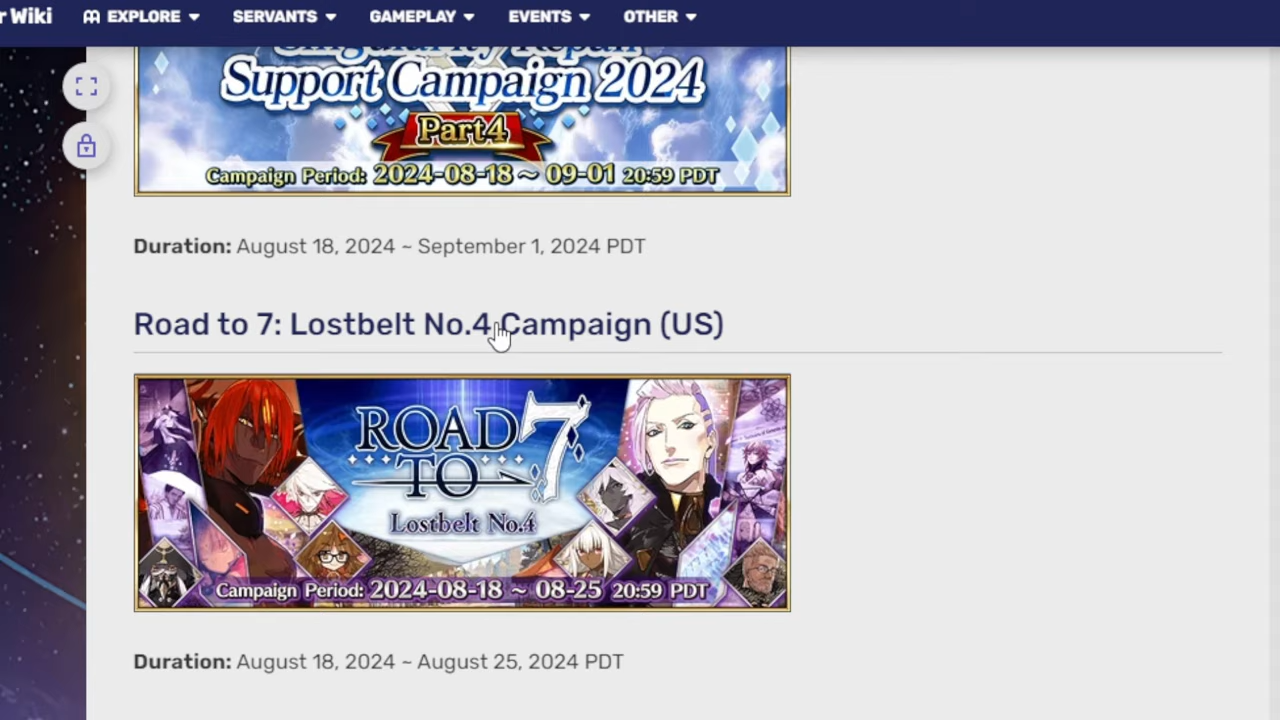 r Wiki EXPLORE SERVANTS GAMEPLAY EVENTS OTHER
Support Campaign 2024
Part4
Campaign Period: 2024-08-18 ~ 09-01 20:59 PDT
Duration: August 18, 2024 ~ September 1, 2024 PDT
Road to 7: Lostbelt No.4 Campaign (US)
ROAD
TO 7
Lostbelt No.4
Campaign Period: 2024-08-18 ~ 08-25 20:59 PDT
Duration: August 18, 2024 ~ August 25, 2024 PDT